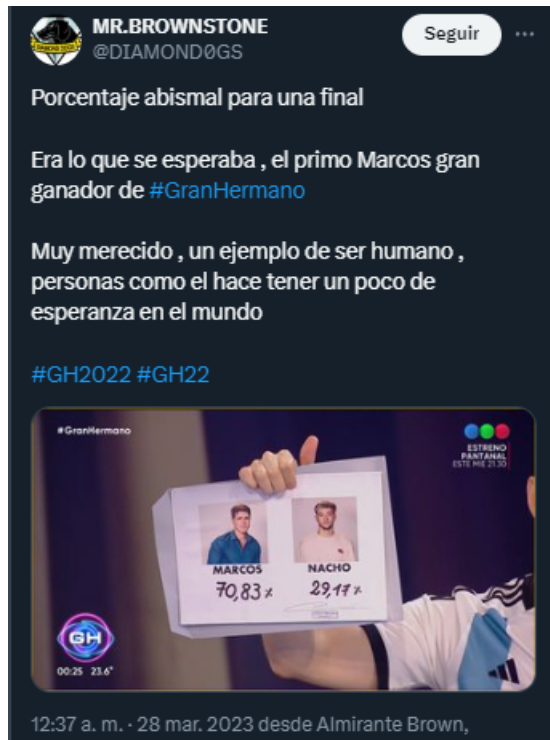 MR.BROWNSTONE
@DIAMOND0GS
Seguir
Porcentaje abismal para una final
Era lo que se esperaba , el primo Marcos gran
ganador de #GranHermano
Muy merecido , un ejemplo de ser humano ,
personas como el hace tener un poco de
esperanza en el mundo
#GH2022 #GH22
#GranHermano
ESTRENO
PANTANAL
ESTE MIE 21:30
MARCOS
NACHO
70,83%
29,17%
GH
00:25 23.6°
12:37 a. m. · 28 mar. 2023 desde Almirante Brown,